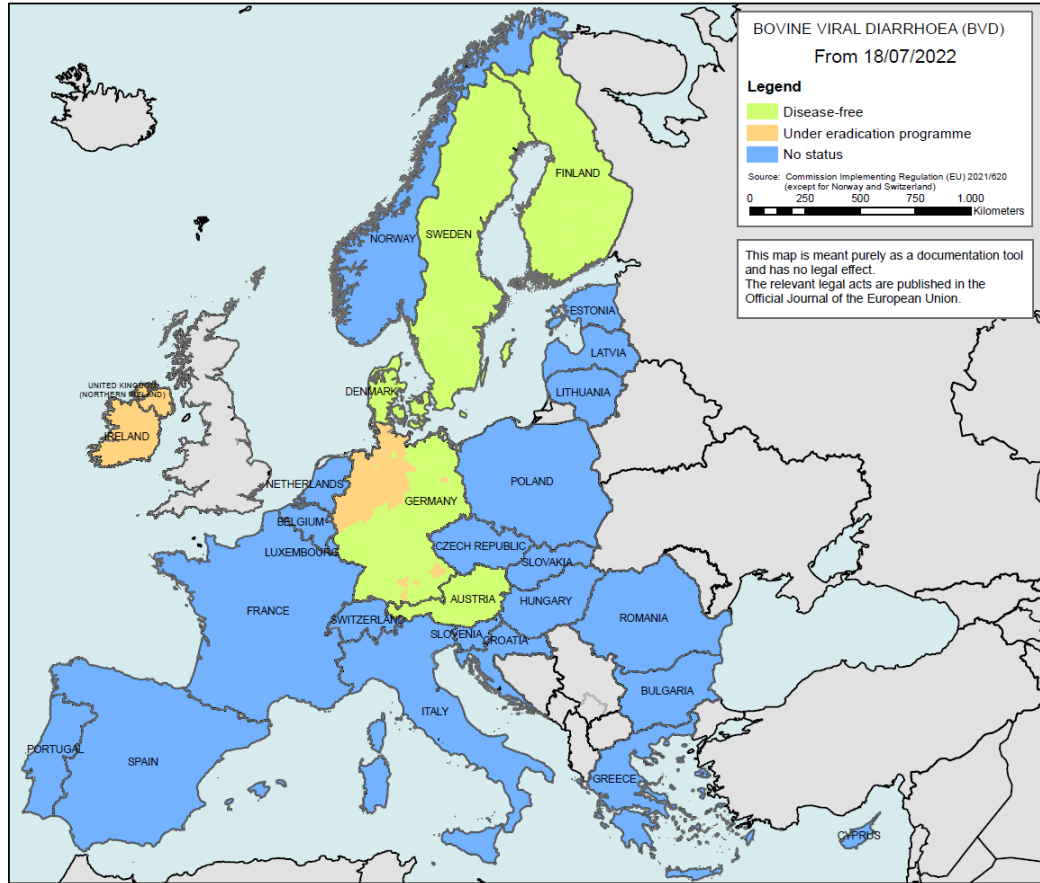 BOVINE VIRAL DIARRHOEA (BVD)
From 18/07/2022
Legend
Disease-free
Under eradication programme
No status
Source: Commission Implementing Regulation (EU) 2021/620
(except for Norway and Switzerland)
0 250 500 750 1.000
Kilometers
This map is meant purely as a documentation tool
and has no legal effect.
The relevant legal acts are published in the
Official Journal of the European Union.
FINLAND
NORWAY
SWEDEN
ESTONIA
LATVIA
LITHUANIA
DENMARK
UNITED KINGDOM
(NORTHERN IRELAND)
IRELAND
NETHERLANDS
GERMANY
POLAND
BELGIUM
LUXEMBOURG
CZECH REPUBLIC
SLOVAKIA
AUSTRIA
HUNGARY
FRANCE
SWITZERLAND
SLOVENIA
CROATIA
ROMANIA
BULGARIA
ITALY
PORTUGAL
SPAIN
GREECE
CYPRUS